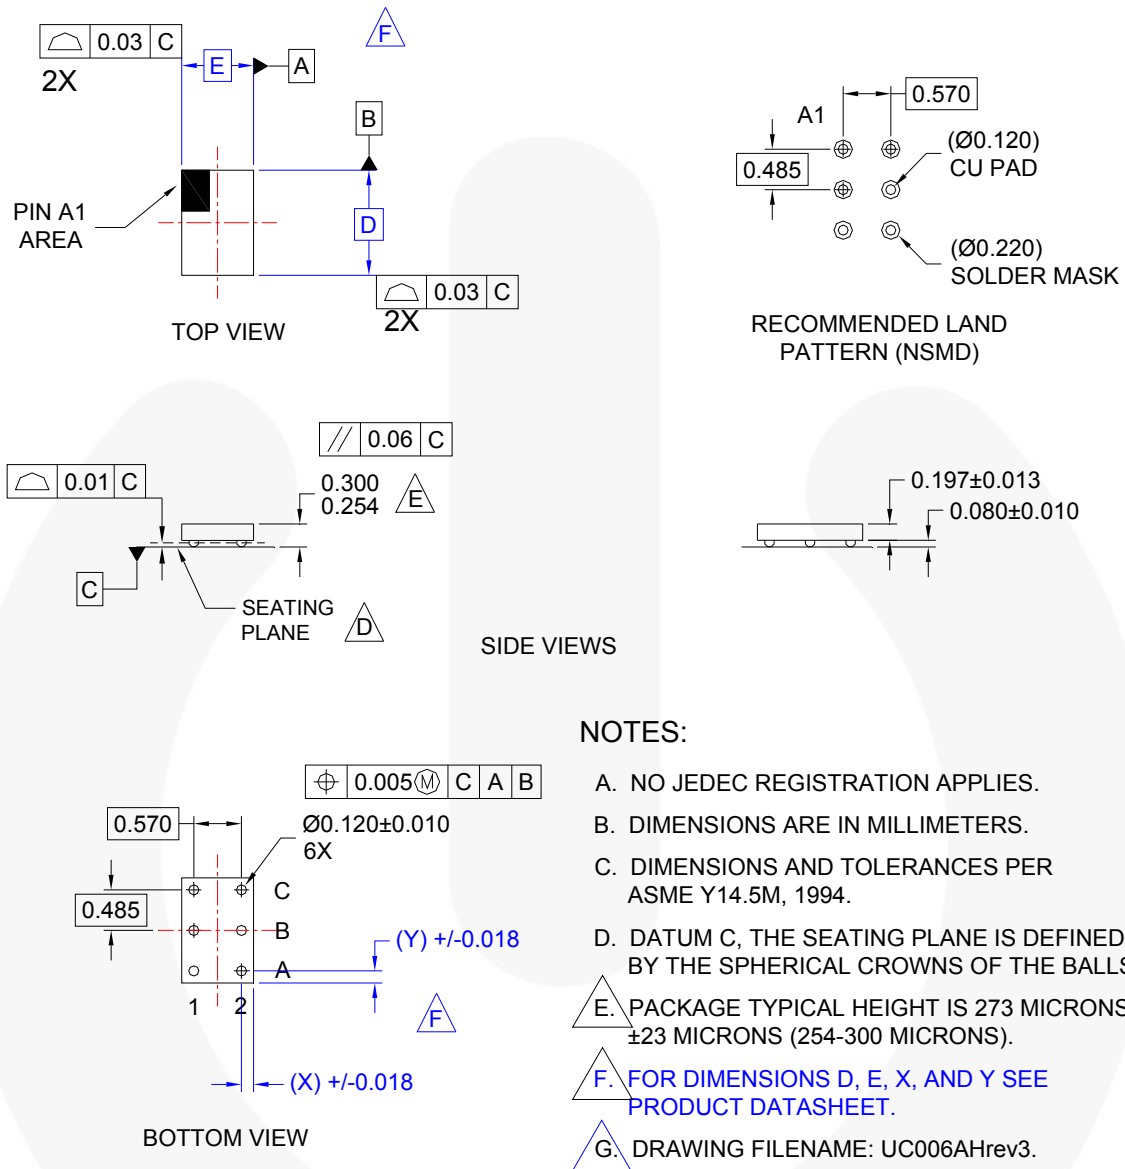 0.03 C
2X
E
A
F
B
PIN A1
AREA
D
0.03 C
2X
TOP VIEW
0.570
A1
0.485
(Ø0.120)
CU PAD
(Ø0.220)
SOLDER MASK
RECOMMENDED LAND
PATTERN (NSMD)
// 0.06 C
0.01 C
0.300
0.254
E
C
SEATING
PLANE
D
0.197±0.013
0.080±0.010
SIDE VIEWS
0.005 M C A B
0.570
Ø0.120±0.010
6X
0.485
C
B
A
1 2
(Y) +/-0.018
F
(X) +/-0.018
BOTTOM VIEW
NOTES:
A. NO JEDEC REGISTRATION APPLIES.
B. DIMENSIONS ARE IN MILLIMETERS.
C. DIMENSIONS AND TOLERANCES PER
ASME Y14.5M, 1994.
D. DATUM C, THE SEATING PLANE IS DEFINED
BY THE SPHERICAL CROWNS OF THE BALLS
E. PACKAGE TYPICAL HEIGHT IS 273 MICRONS
±23 MICRONS (254-300 MICRONS).
F. FOR DIMENSIONS D, E, X, AND Y SEE
PRODUCT DATASHEET.
G. DRAWING FILENAME: UC006AHrev3.